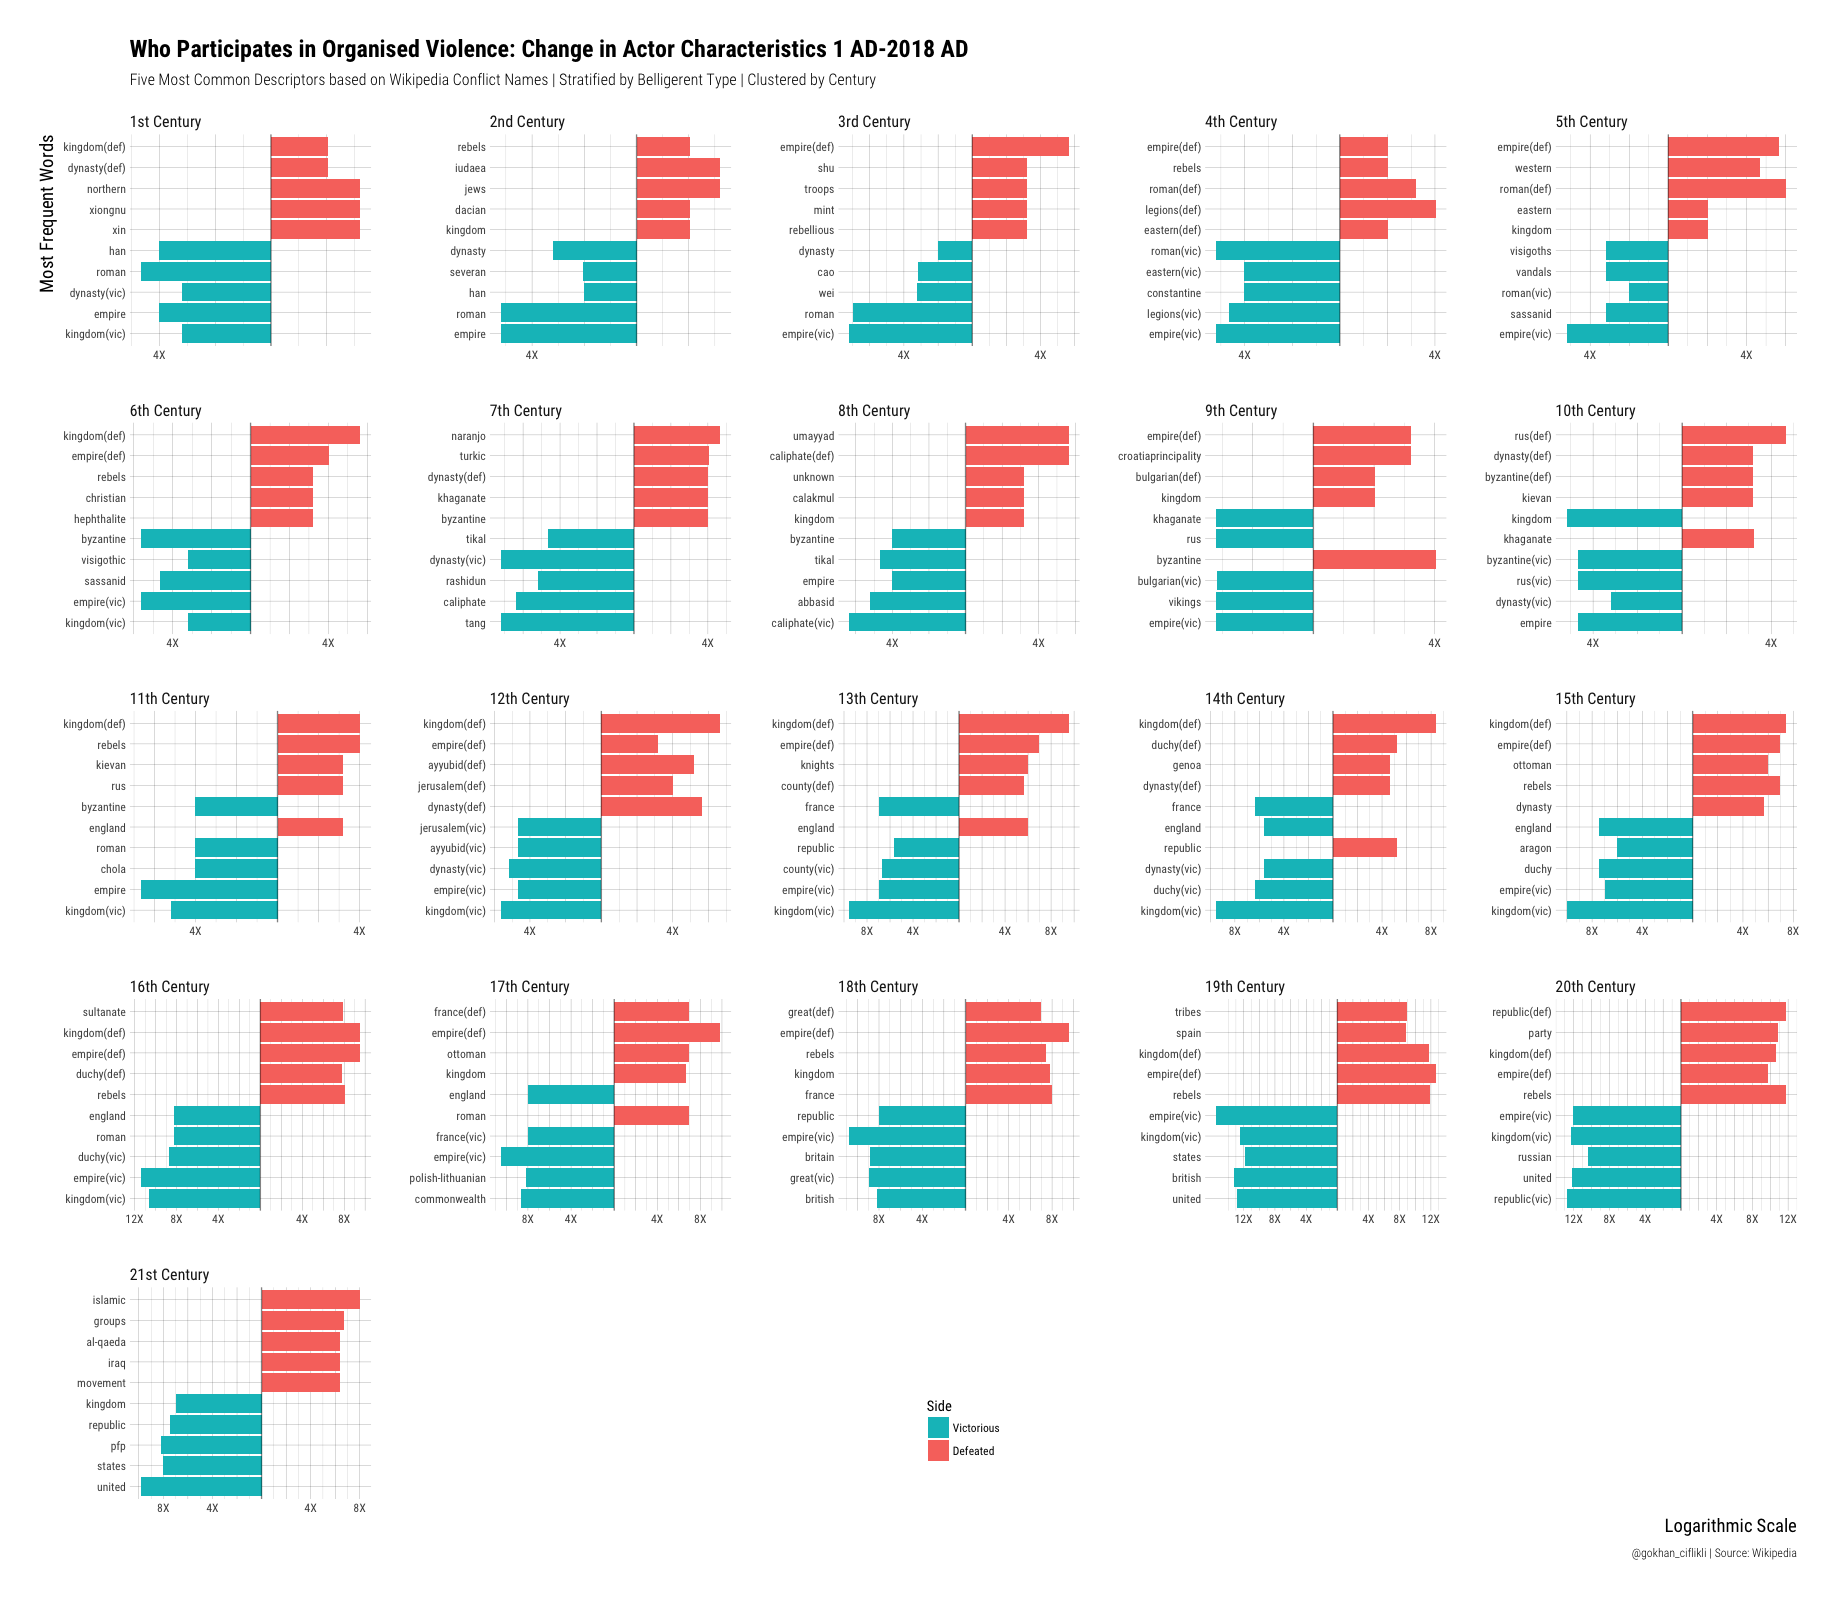 Who Participates in Organised Violence: Change in Actor Characteristics 1 AD-2018 AD
Five Most Common Descriptors based on Wikipedia Conflict Names | Stratified by Belligerent Type | Clustered by Century
Most Frequent Words
1st Century
kingdom(def)
dynasty(def)
northern
xiongnu
xin
han
roman
dynasty(vic)
empire
kingdom(vic)
4X
2nd Century
rebels
iudaea
jews
dacian
kingdom
dynasty
severan
han
roman
empire
4X
3rd Century
empire(def)
shu
troops
mint
rebellious
dynasty
cao
wei
roman
empire(vic)
4X 4X
4th Century
empire(def)
rebels
roman(def)
legions(def)
eastern(def)
roman(vic)
eastern(vic)
constantine
legions(vic)
empire(vic)
4X 4X
5th Century
empire(def)
western
roman(def)
eastern
kingdom
visigoths
vandals
roman(vic)
sassanid
empire(vic)
4X 4X
6th Century
kingdom(def)
empire(def)
rebels
christian
hephthalite
byzantine
visigothic
sassanid
empire(vic)
kingdom(vic)
4X 4X
7th Century
naranjo
turkic
dynasty(def)
khaganate
byzantine
tikal
dynasty(vic)
rashidun
caliphate
tang
4X 4X
8th Century
umayyad
caliphate(def)
unknown
calakmul
kingdom
byzantine
tikal
empire
abbasid
caliphate(vic)
4X 4X
9th Century
empire(def)
croatiaprincipality
bulgarian(def)
kingdom
khaganate
rus
byzantine
bulgarian(vic)
vikings
empire(vic)
4X
10th Century
rus(def)
dynasty(def)
byzantine(def)
kievan
kingdom
khaganate
byzantine(vic)
rus(vic)
dynasty(vic)
empire
4X 4X
11th Century
kingdom(def)
rebels
kievan
rus
byzantine
england
roman
chola
empire
kingdom(vic)
4X 4X
12th Century
kingdom(def)
empire(def)
ayyubid(def)
jerusalem(def)
dynasty(def)
jerusalem(vic)
ayyubid(vic)
dynasty(vic)
empire(vic)
kingdom(vic)
4X 4X
13th Century
kingdom(def)
empire(def)
knights
county(def)
france
england
republic
county(vic)
empire(vic)
kingdom(vic)
8X 4X 4X 8X
14th Century
kingdom(def)
duchy(def)
genoa
dynasty(def)
france
england
republic
dynasty(vic)
duchy(vic)
kingdom(vic)
8X 4X 4X 8X
15th Century
kingdom(def)
empire(def)
ottoman
rebels
dynasty
england
aragon
duchy
empire(vic)
kingdom(vic)
8X 4X 4X 8X
16th Century
sultanate
kingdom(def)
empire(def)
duchy(def)
rebels
england
roman
duchy(vic)
empire(vic)
kingdom(vic)
12X 8X 4X 4X 8X
17th Century
france(def)
empire(def)
ottoman
kingdom
england
roman
france(vic)
empire(vic)
polish-lithuanian
commonwealth
8X 4X 4X 8X
18th Century
great(def)
empire(def)
rebels
kingdom
france
republic
empire(vic)
britain
great(vic)
british
8X 4X 4X 8X
19th Century
tribes
spain
kingdom(def)
empire(def)
rebels
empire(vic)
kingdom(vic)
states
british
united
12X 8X 4X 4X 8X 12X
20th Century
republic(def)
party
kingdom(def)
empire(def)
rebels
empire(vic)
kingdom(vic)
russian
united
republic(vic)
12X 8X 4X 4X 8X 12X
21st Century
islamic
groups
al-qaeda
iraq
movement
kingdom
republic
pfp
states
united
8X 4X 4X 8X
Side
Victorious
Defeated
Logarithmic Scale
@gokhan_ciflikli | Source: Wikipedia